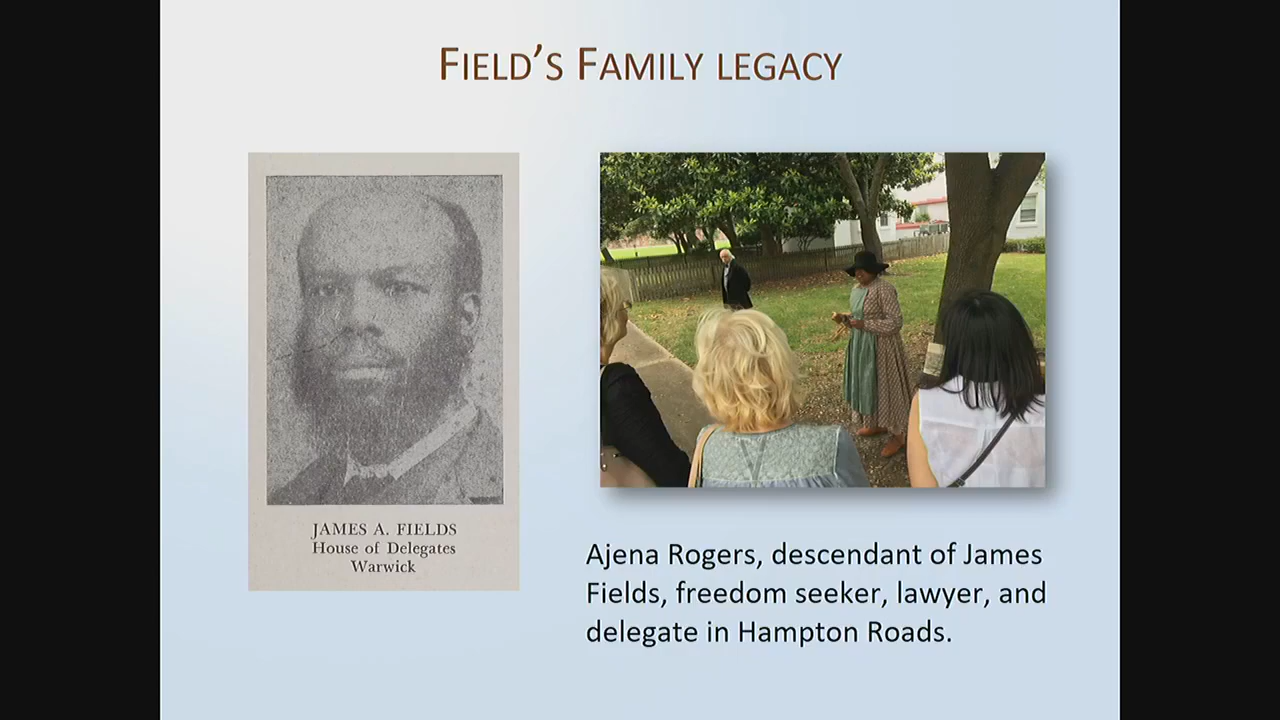 FIELD'S FAMILY LEGACY
JAMES A. FIELDS
House of Delegates
Warwick
Ajena Rogers, descendant of James
Fields, freedom seeker, lawyer, and
delegate in Hampton Roads.